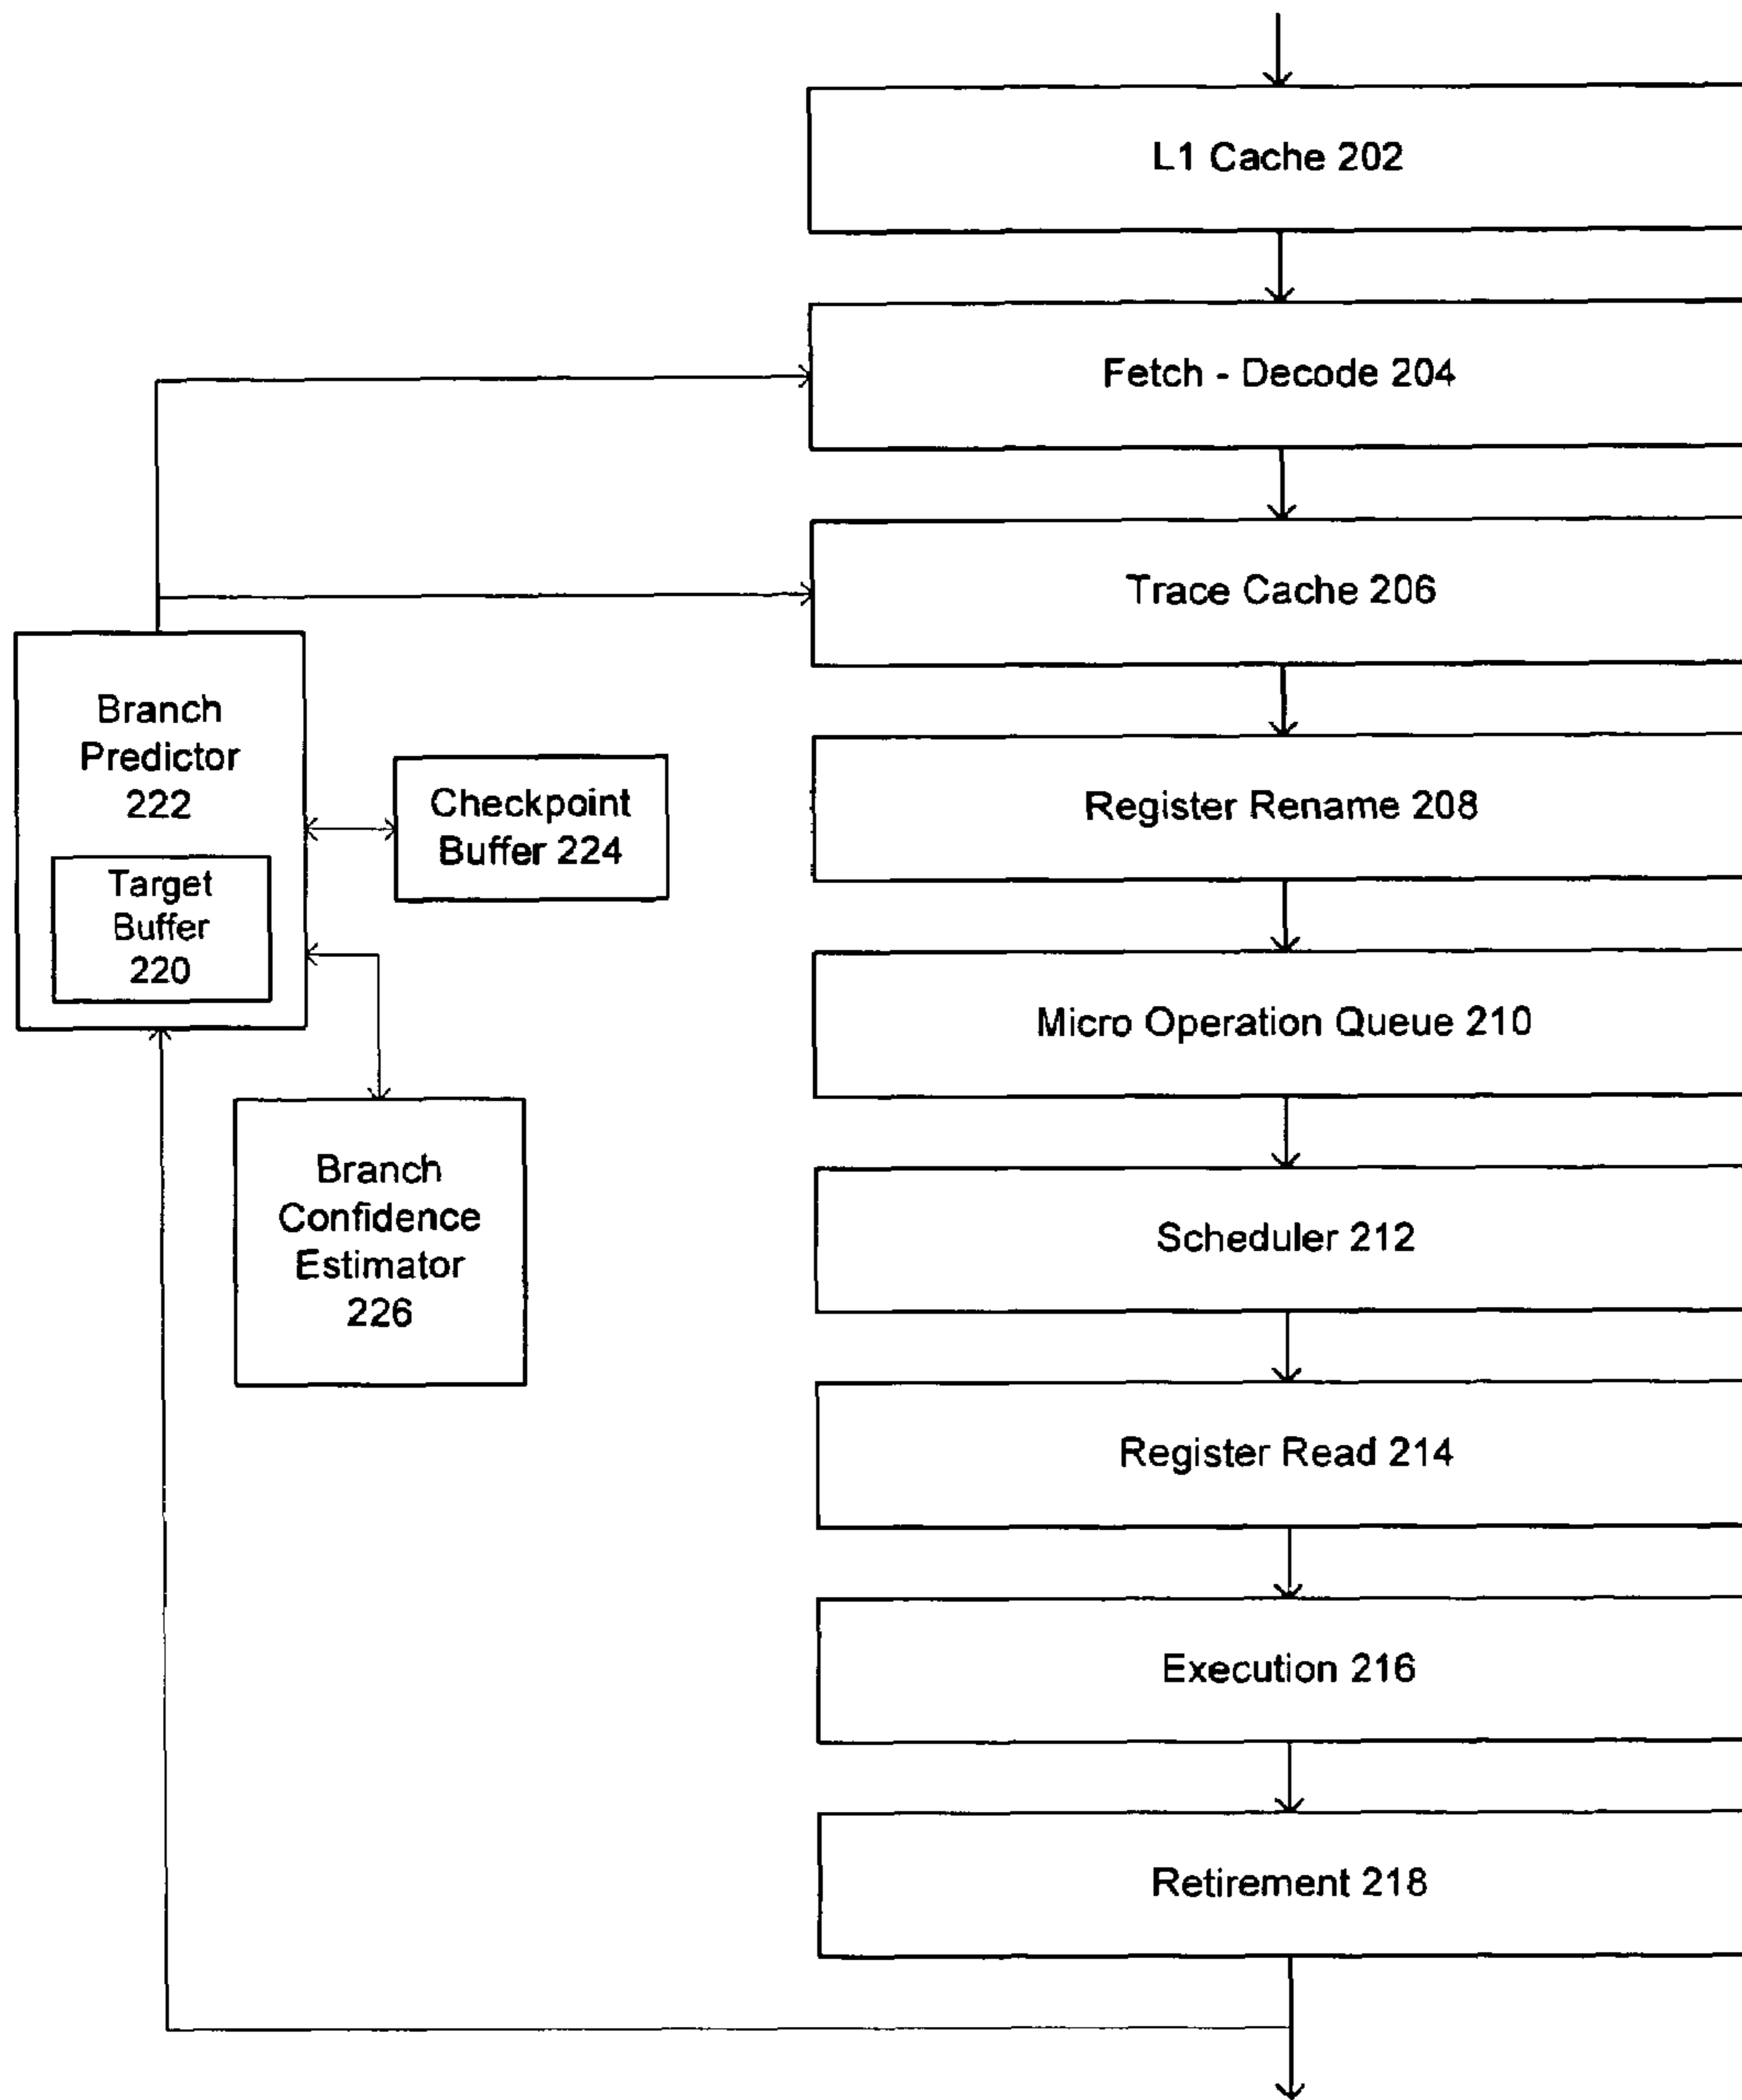 L1 Cache 202
Fetch - Decode 204
Trace Cache 206
Branch
Predictor
222
Target
Buffer
220
Checkpoint
Buffer 224
Branch
Confidence
Estimator
226
Register Rename 208
Micro Operation Queue 210
Scheduler 212
Register Read 214
Execution 216
Retirement 218